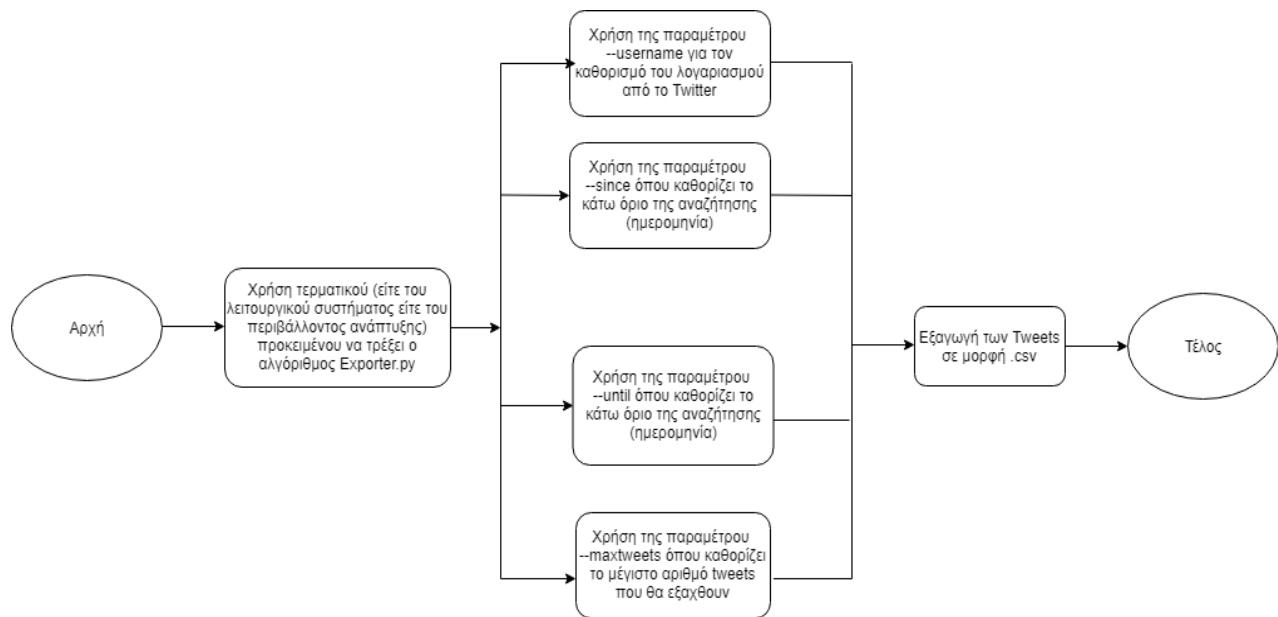 Χρήση της παραμέτρου
--username για τον
καθορισμό του λογαριασμού
από το Twitter
Χρήση της παραμέτρου
--since όπου καθορίζει το
κάτω όριο της αναζήτησης
(ημερομηνία)
Αρχή
Χρήση τερματικού (είτε του
λειτουργικού συστήματος είτε του
περιβάλλοντος ανάπτυξης)
προκειμένου να τρέξει ο
αλγόριθμος Exporter.py
Χρήση της παραμέτρου
--until όπου καθορίζει το
κάτω όριο της αναζήτησης
(ημερομηνία)
Χρήση της παραμέτρου
--maxtweets όπου καθορίζει
το μέγιστο αριθμό tweets
που θα εξαχθουν
Εξαγωγή των Tweets
σε μορφή .csv
Τέλος